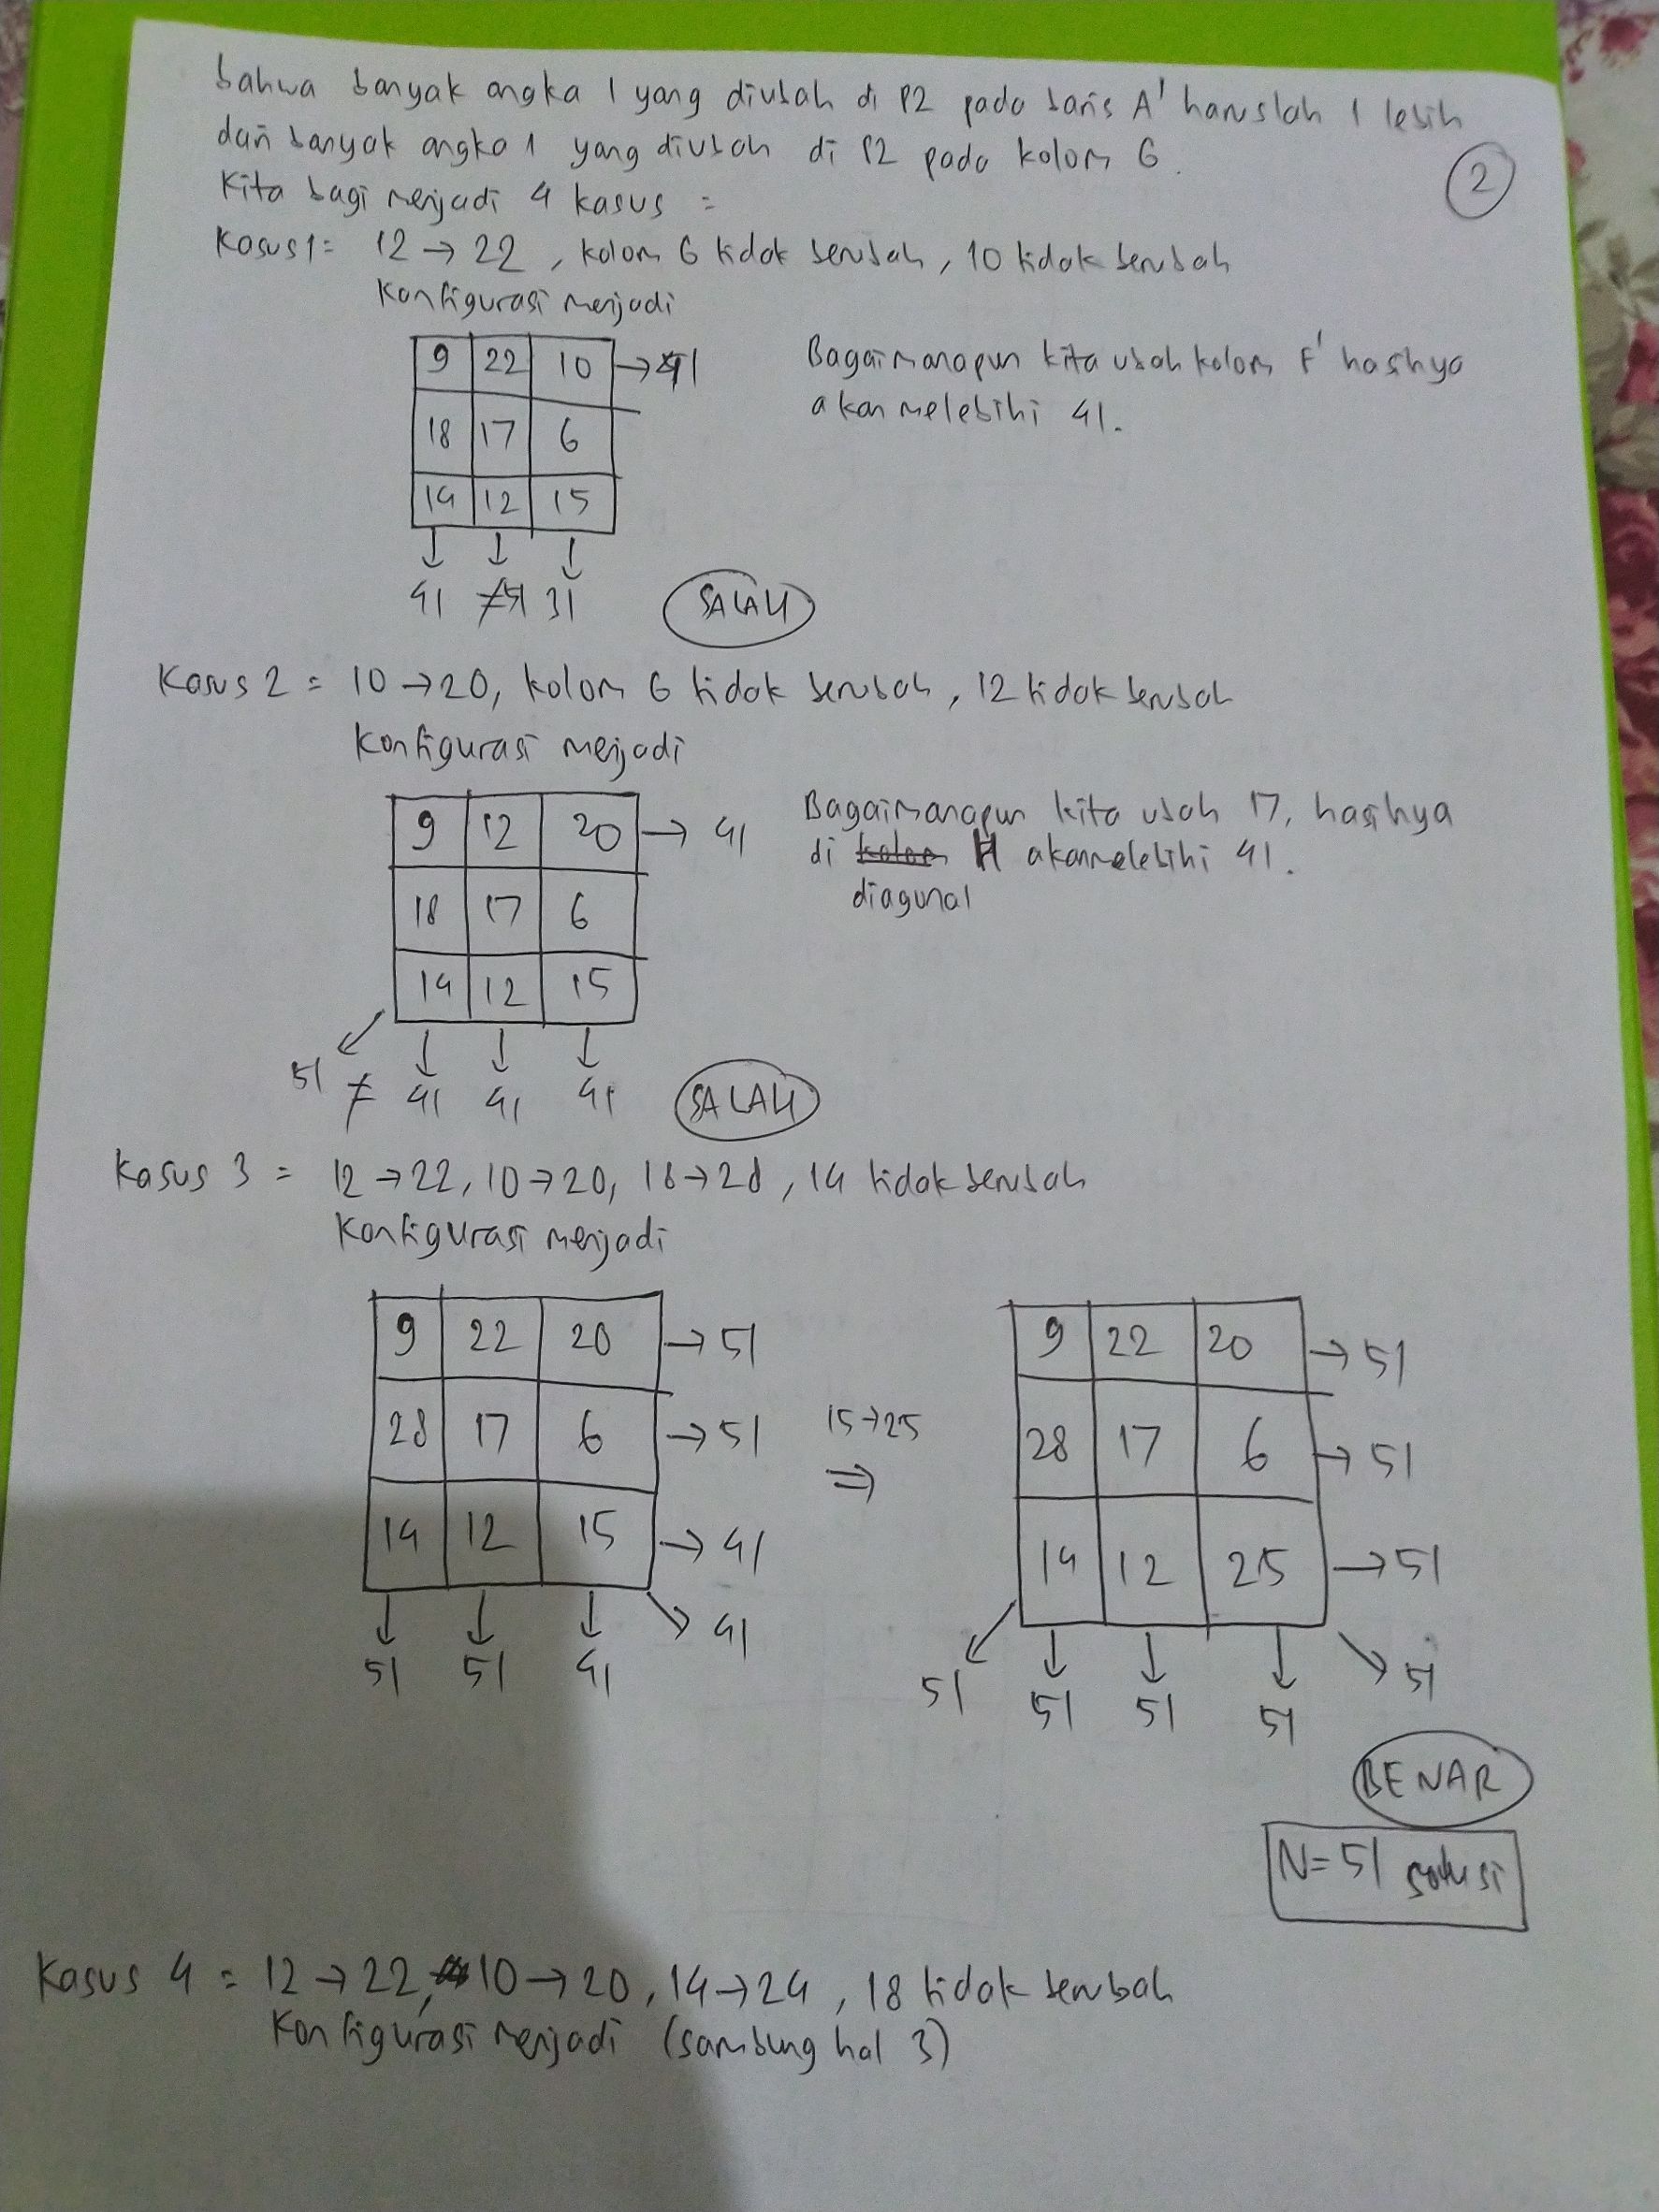 bahwa banyak angka 1 yang diubah di P2 pada baris A' haruslah 1 lebih
dari banyak angka 1 yang diubah di P2 pada kolom G.
2
Kita bagi menjadi 4 kasus =
Kasus 1 = 12 → 22, kolom G tidak berubah, 10 tidak berubah
Konfigurasi menjadi
9 22 10 → 41
18 17 6
14 12 15
41 ≠ 51 31
Bagaimanapun kita ubah kolom F' hasilnya
akan melebihi 41.
SALAH
Kasus 2 = 10 → 20, kolom G tidak berubah, 12 tidak berubah
Konfigurasi menjadi
9 12 20 → 41
18 17 6
14 12 15
51 ≠ 41 41 41
Bagaimanapun kita ubah 17, hasilnya
di H akan melebihi 41.
diagonal
SALAH
Kasus 3 = 12 → 22, 10 → 20, 18 → 28, 14 tidak berubah
Konfigurasi menjadi
9 22 20 → 51
28 17 6 → 51
14 12 15 → 41
51 51 41 41
15 → 25
⇒
9 22 20 → 51
28 17 6 → 51
14 12 25 → 51
51 51 51 51 51
BENAR
N = 51 solusi
Kasus 4 = 12 → 22, 10 → 20, 14 → 24, 18 tidak berubah
Konfigurasi menjadi (sambung hal 3)